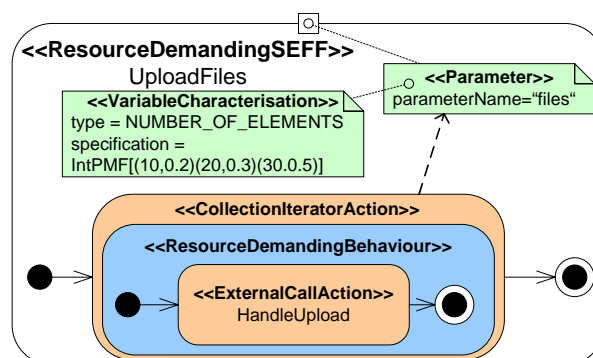 <<ResourceDemandingSEFF>>
UploadFiles
<<Parameter>>
parameterName="files“
<<VariableCharacterisation>>
type = NUMBER_OF_ELEMENTS
specification =
IntPMF[(10,0.2)(20,0.3)(30.0.5)]
<<CollectionIteratorAction>>
<<ResourceDemandingBehaviour>>
<<ExternalCallAction>>
HandleUpload